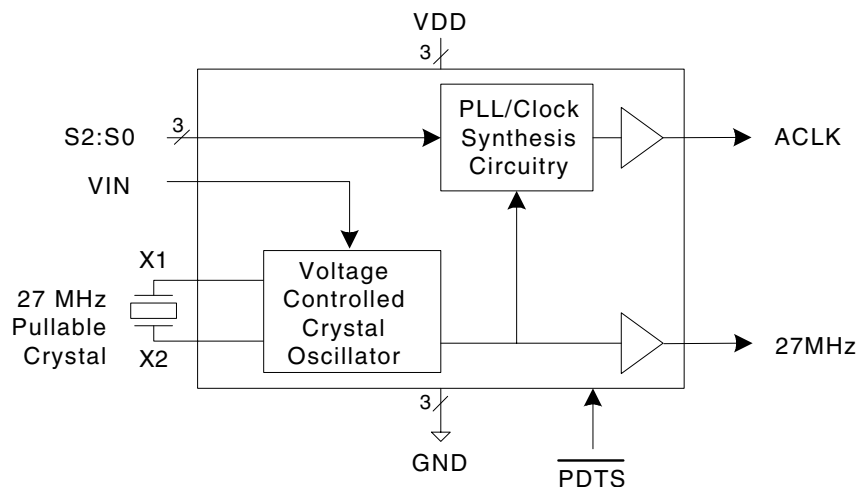 VDD
3
PLL/Clock
Synthesis
Circuitry
S2:S0
3
ACLK
VIN
X1
27 MHz
Pullable
Crystal
X2
Voltage
Controlled
Crystal
Oscillator
27MHz
3
GND
PDTS